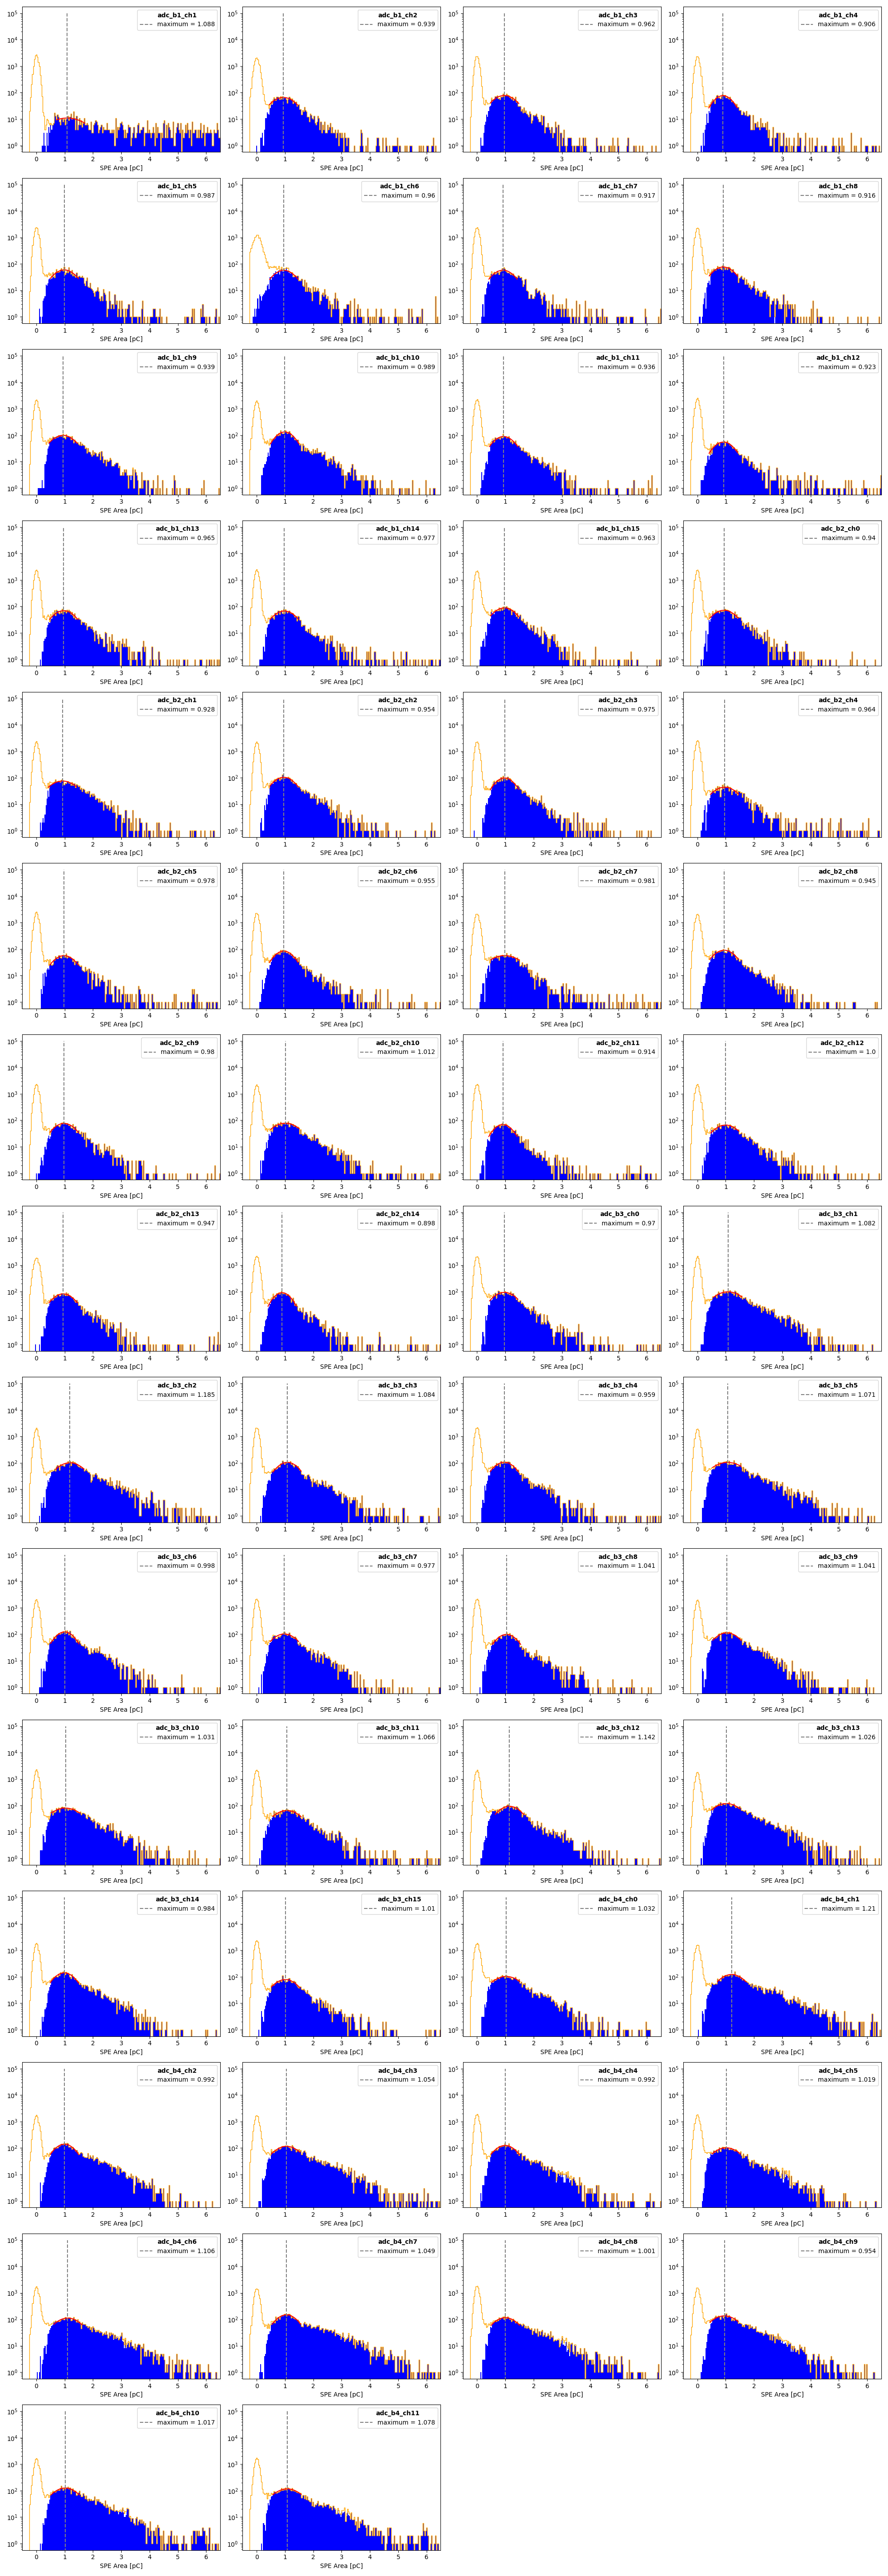 adc_b1_ch1
maximum = 1.088
SPE Area [pC]
adc_b1_ch2
maximum = 0.939
SPE Area [pC]
adc_b1_ch3
maximum = 0.962
SPE Area [pC]
adc_b1_ch4
maximum = 0.906
SPE Area [pC]
adc_b1_ch5
maximum = 0.987
SPE Area [pC]
adc_b1_ch6
maximum = 0.96
SPE Area [pC]
adc_b1_ch7
maximum = 0.917
SPE Area [pC]
adc_b1_ch8
maximum = 0.916
SPE Area [pC]
adc_b1_ch9
maximum = 0.939
SPE Area [pC]
adc_b1_ch10
maximum = 0.989
SPE Area [pC]
adc_b1_ch11
maximum = 0.936
SPE Area [pC]
adc_b1_ch12
maximum = 0.923
SPE Area [pC]
adc_b1_ch13
maximum = 0.965
SPE Area [pC]
adc_b1_ch14
maximum = 0.977
SPE Area [pC]
adc_b1_ch15
maximum = 0.963
SPE Area [pC]
adc_b2_ch0
maximum = 0.94
SPE Area [pC]
adc_b2_ch1
maximum = 0.928
SPE Area [pC]
adc_b2_ch2
maximum = 0.954
SPE Area [pC]
adc_b2_ch3
maximum = 0.975
SPE Area [pC]
adc_b2_ch4
maximum = 0.964
SPE Area [pC]
adc_b2_ch5
maximum = 0.978
SPE Area [pC]
adc_b2_ch6
maximum = 0.955
SPE Area [pC]
adc_b2_ch7
maximum = 0.981
SPE Area [pC]
adc_b2_ch8
maximum = 0.945
SPE Area [pC]
adc_b2_ch9
maximum = 0.98
SPE Area [pC]
adc_b2_ch10
maximum = 1.012
SPE Area [pC]
adc_b2_ch11
maximum = 0.914
SPE Area [pC]
adc_b2_ch12
maximum = 1.0
SPE Area [pC]
adc_b2_ch13
maximum = 0.947
SPE Area [pC]
adc_b2_ch14
maximum = 0.898
SPE Area [pC]
adc_b3_ch0
maximum = 0.97
SPE Area [pC]
adc_b3_ch1
maximum = 1.082
SPE Area [pC]
adc_b3_ch2
maximum = 1.185
SPE Area [pC]
adc_b3_ch3
maximum = 1.084
SPE Area [pC]
adc_b3_ch4
maximum = 0.959
SPE Area [pC]
adc_b3_ch5
maximum = 1.071
SPE Area [pC]
adc_b3_ch6
maximum = 0.998
SPE Area [pC]
adc_b3_ch7
maximum = 0.977
SPE Area [pC]
adc_b3_ch8
maximum = 1.041
SPE Area [pC]
adc_b3_ch9
maximum = 1.041
SPE Area [pC]
adc_b3_ch10
maximum = 1.031
SPE Area [pC]
adc_b3_ch11
maximum = 1.066
SPE Area [pC]
adc_b3_ch12
maximum = 1.142
SPE Area [pC]
adc_b3_ch13
maximum = 1.026
SPE Area [pC]
adc_b3_ch14
maximum = 0.984
SPE Area [pC]
adc_b3_ch15
maximum = 1.01
SPE Area [pC]
adc_b4_ch0
maximum = 1.032
SPE Area [pC]
adc_b4_ch1
maximum = 1.21
SPE Area [pC]
adc_b4_ch2
maximum = 0.992
SPE Area [pC]
adc_b4_ch3
maximum = 1.054
SPE Area [pC]
adc_b4_ch4
maximum = 0.992
SPE Area [pC]
adc_b4_ch5
maximum = 1.019
SPE Area [pC]
adc_b4_ch6
maximum = 1.106
SPE Area [pC]
adc_b4_ch7
maximum = 1.049
SPE Area [pC]
adc_b4_ch8
maximum = 1.001
SPE Area [pC]
adc_b4_ch9
maximum = 0.954
SPE Area [pC]
adc_b4_ch10
maximum = 1.017
SPE Area [pC]
adc_b4_ch11
maximum = 1.078
SPE Area [pC]